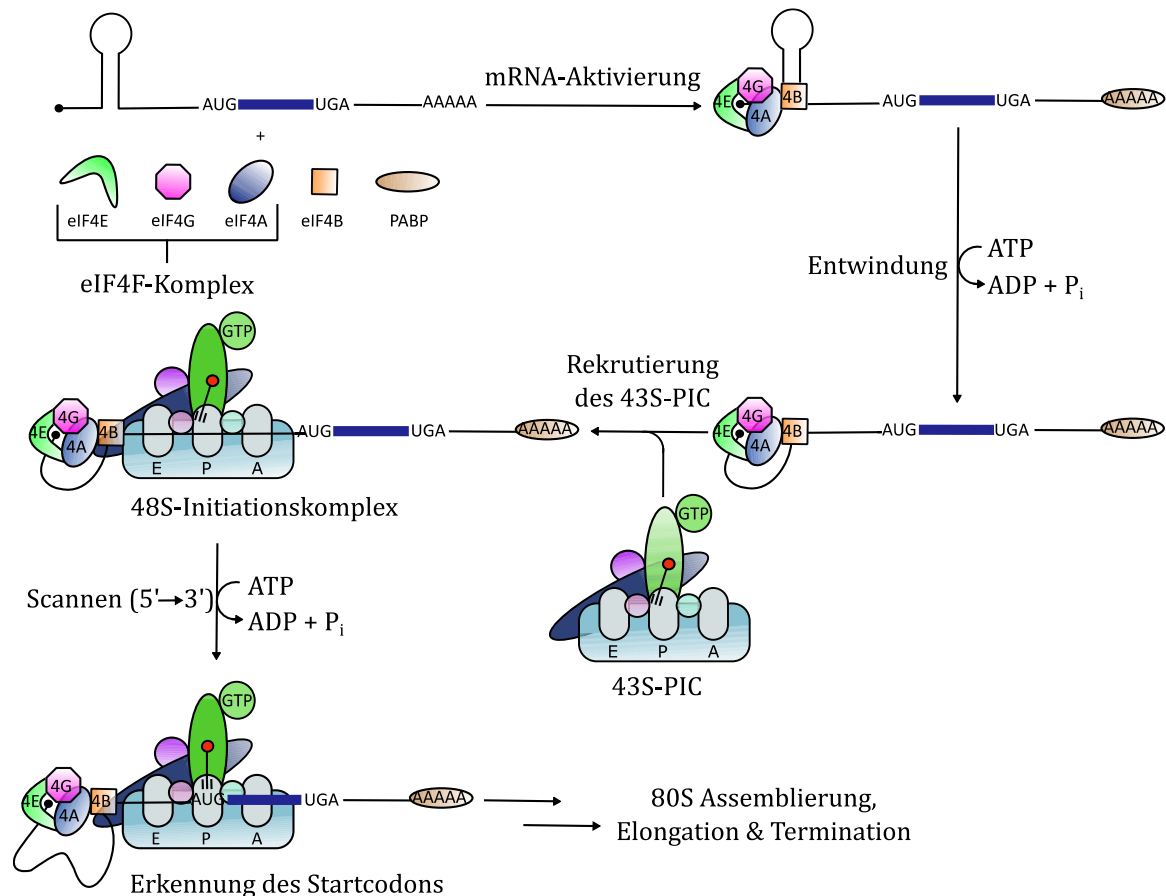 mRNA-Aktivierung
AUG UGA AAAAA
+
eIF4E eIF4G eIF4A eIF4B PABP
eIF4F-Komplex
4G
4E 4A 4B
AUG UGA AAAAA
Entwindung
ATP
ADP + Pi
4G
4E 4A 4B
AUG UGA AAAAA
Rekrutierung
des 43S-PIC
GTP
E P A
43S-PIC
GTP
4G
4E 4A 4B
AUG UGA AAAAA
E P A
48S-Initiationskomplex
Scannen (5'→3')
ATP
ADP + Pi
GTP
4G
4E 4A 4B
AUG UGA AAAAA
E P A
Erkennung des Startcodons
80S Assemblierung,
Elongation & Termination